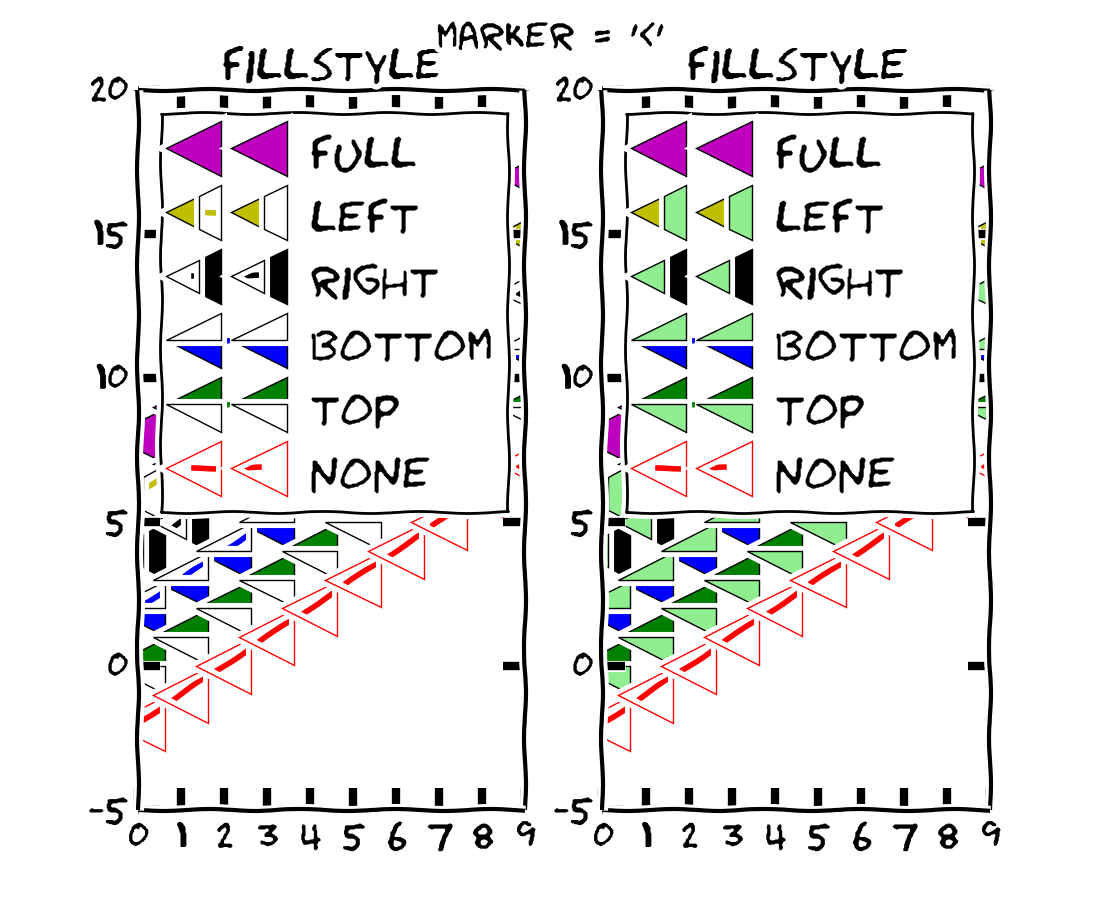 MARKER = '<'
FILLSTYLE
20
15
10
5
0
-5
0 1 2 3 4 5 6 7 8 9
FULL
LEFT
RIGHT
BOTTOM
TOP
NONE
FILLSTYLE
20
15
10
5
0
-5
0 1 2 3 4 5 6 7 8 9
FULL
LEFT
RIGHT
BOTTOM
TOP
NONE